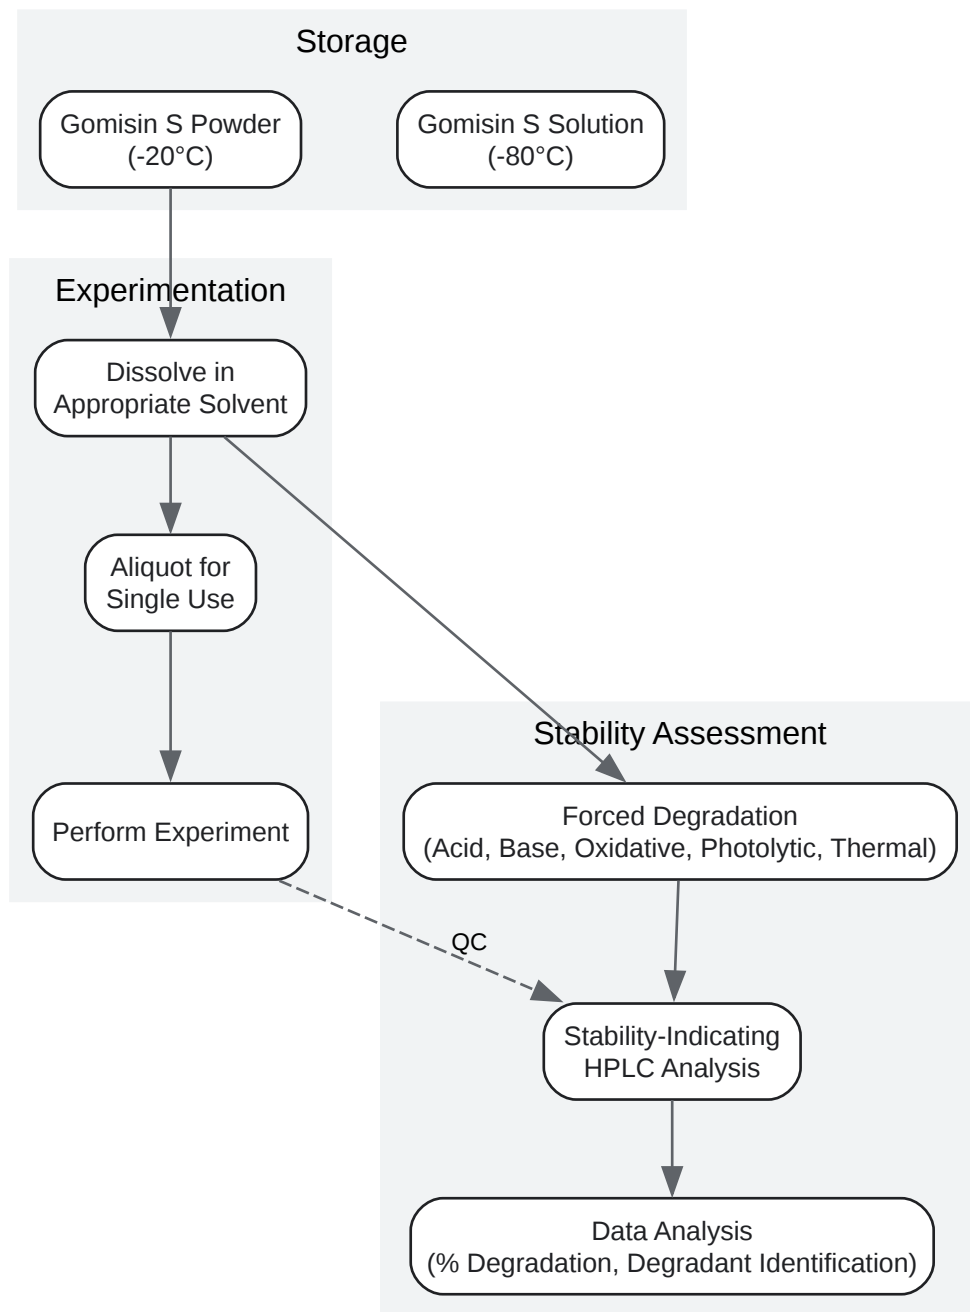 Storage
Gomisin S Powder
(-20°C)
Gomisin S Solution
(-80°C)
Experimentation
Dissolve in
Appropriate Solvent
Aliquot for
Single Use
Perform Experiment
Stability Assessment
Forced Degradation
(Acid, Base, Oxidative, Photolytic, Thermal)
QC
Stability-Indicating
HPLC Analysis
Data Analysis
(% Degradation, Degradant Identification)